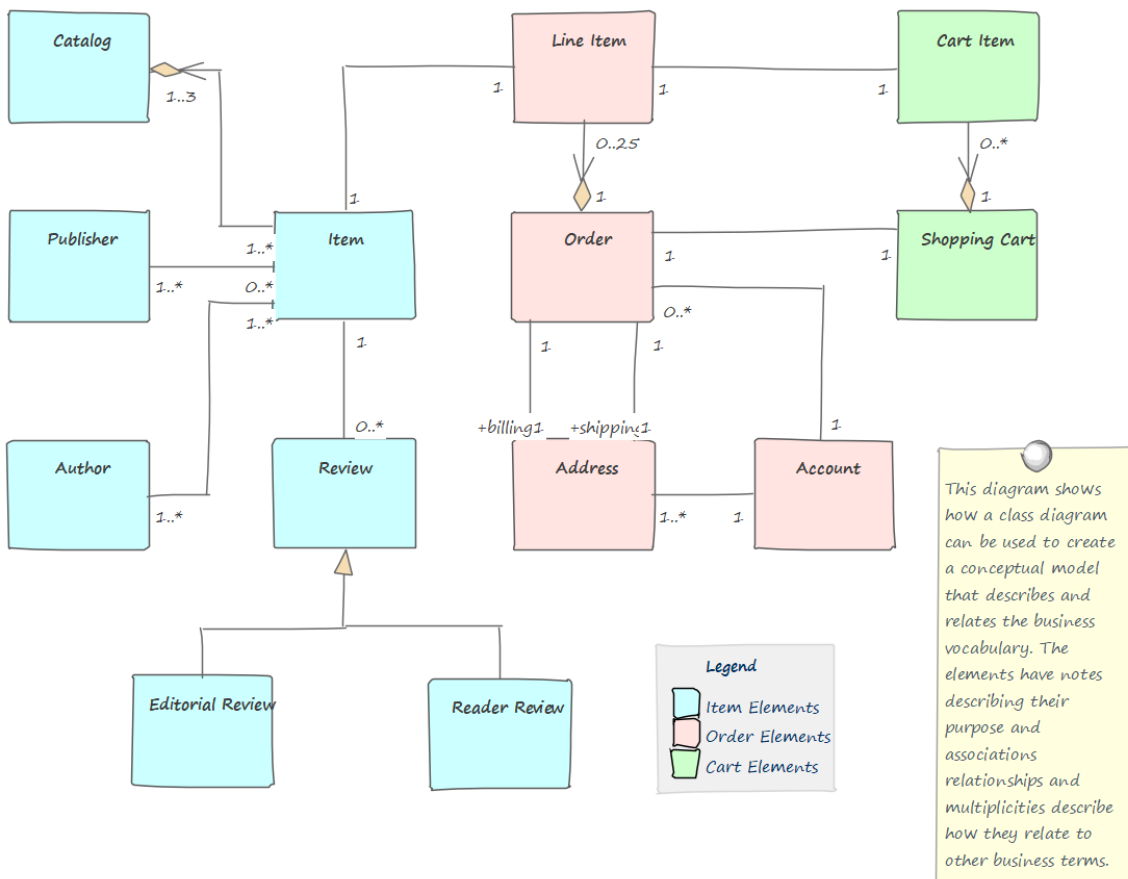 Catalog
Line Item
Cart Item
1..3
1
1
1
0..25
0..*
1
1
1
Publisher
Item
Order
Shopping Cart
1..*
1
1
1..*
0..*
0..*
1..*
1
1
1
0..*
+billing1
+shipping1
1
Author
Review
Address
Account
1..*
1..*
1
This diagram shows
how a class diagram
can be used to create
a conceptual model
that describes and
relates the business
vocabulary. The
elements have notes
describing their
purpose and
associations
relationships and
multiplicities describe
how they relate to
other business terms.
Editorial Review
Reader Review
Legend
Item Elements
Order Elements
Cart Elements